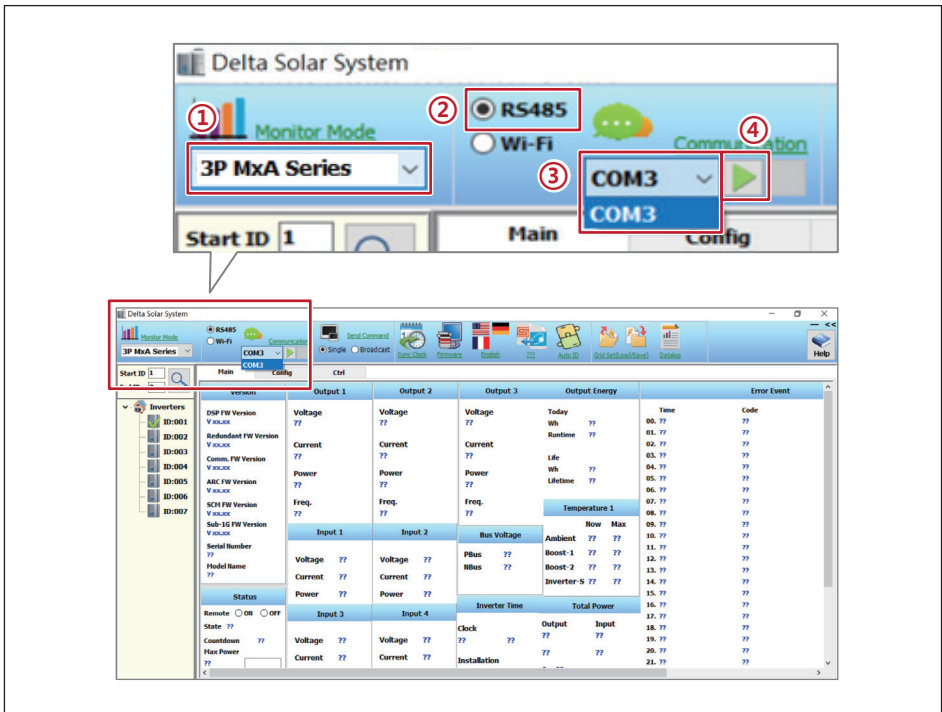 Delta Solar System
①
Monitor Mode
3P MxA Series
②
RS485
Wi-Fi
③
COM3
COM3
④
Communication
Start ID 1
Main
Config
Delta Solar System
Monitor Mode
3P MxA Series
RS485
Wi-Fi
COM3
COM3
Send Command
Single Broadcast
Sync Clock
Firmware
English
???
Auto ID
Grid Set(Load/Save)
Datalog
<<
Help
Start ID 1
Main Config Ctrl
Inverters
ID:001
ID:002
ID:003
ID:004
ID:005
ID:006
ID:007
Version
DSP FW Version
V xx.xx
Redundant FW Version
V xx.xx
Comm. FW Version
V xx.xx
ARC FW Version
V xx.xx
SCM FW Version
V xx.xx
Sub-1G FW Version
V xx.xx
Serial Number
??
Model Name
??
Status
Remote ON OFF
State ??
Countdown ??
Max Power
??
Output 1
Voltage
??
Current
??
Power
??
Freq.
??
Output 2
Voltage
??
Current
??
Power
??
Freq.
??
Output 3
Voltage
??
Current
??
Power
??
Freq.
??
Input 1
Voltage ??
Current ??
Power ??
Input 2
Voltage ??
Current ??
Power ??
Input 3
Voltage ??
Current ??
Input 4
Voltage ??
Current ??
Bus Voltage
PBus ??
NBus ??
Inverter Time
Clock
?? ??
Installation
Output Energy
Today
Wh ??
Runtime ??
Life
Wh ??
Lifetime ??
Temperature 1
Now Max
Ambient ?? ??
Boost-1 ?? ??
Boost-2 ?? ??
Inverter-S ?? ??
Total Power
Output Input
?? ??
?? ??
Error Event
Time Code
00. ?? ??
01. ?? ??
02. ?? ??
03. ?? ??
04. ?? ??
05. ?? ??
06. ?? ??
07. ?? ??
08. ?? ??
09. ?? ??
10. ?? ??
11. ?? ??
12. ?? ??
13. ?? ??
14. ?? ??
15. ?? ??
16. ?? ??
17. ?? ??
18. ?? ??
19. ?? ??
20. ?? ??
21. ?? ??